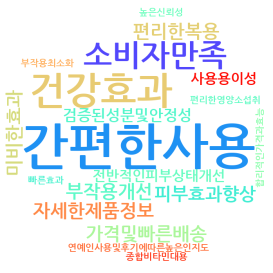 높은신뢰성
편리한복용
소비자만족
부작용최소화
사용용이성
건강효과
편리한영양소섭취
검증된성분및안정성
미비한효과
간편한사용
전반적인피부상태개선
빠른효과
부작용개선
피부효과향상
자세한제품정보
가격및빠른배송
연예인사용및후기에따른높은인지도
종합비타민대용